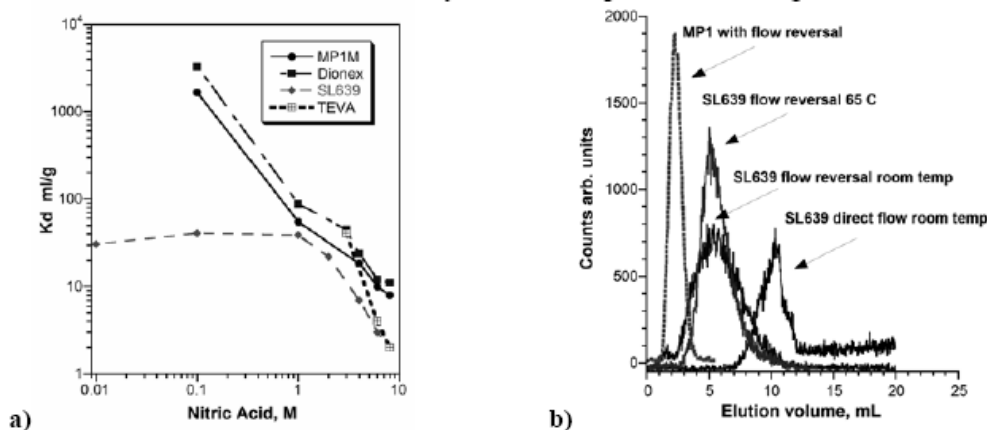 10⁴
1000
100
10
1
Kd ml/g
MP1M
Dionex
SL639
TEVA
0.01
0.1
1
10
Nitric Acid, M
a)
2000
1500
1000
500
0
Counts arb. units
MP1 with flow reversal
SL639 flow reversal 65 C
SL639 flow reversal room temp
SL639 direct flow room temp
0
5
10
15
20
25
Elution volume, mL
b)